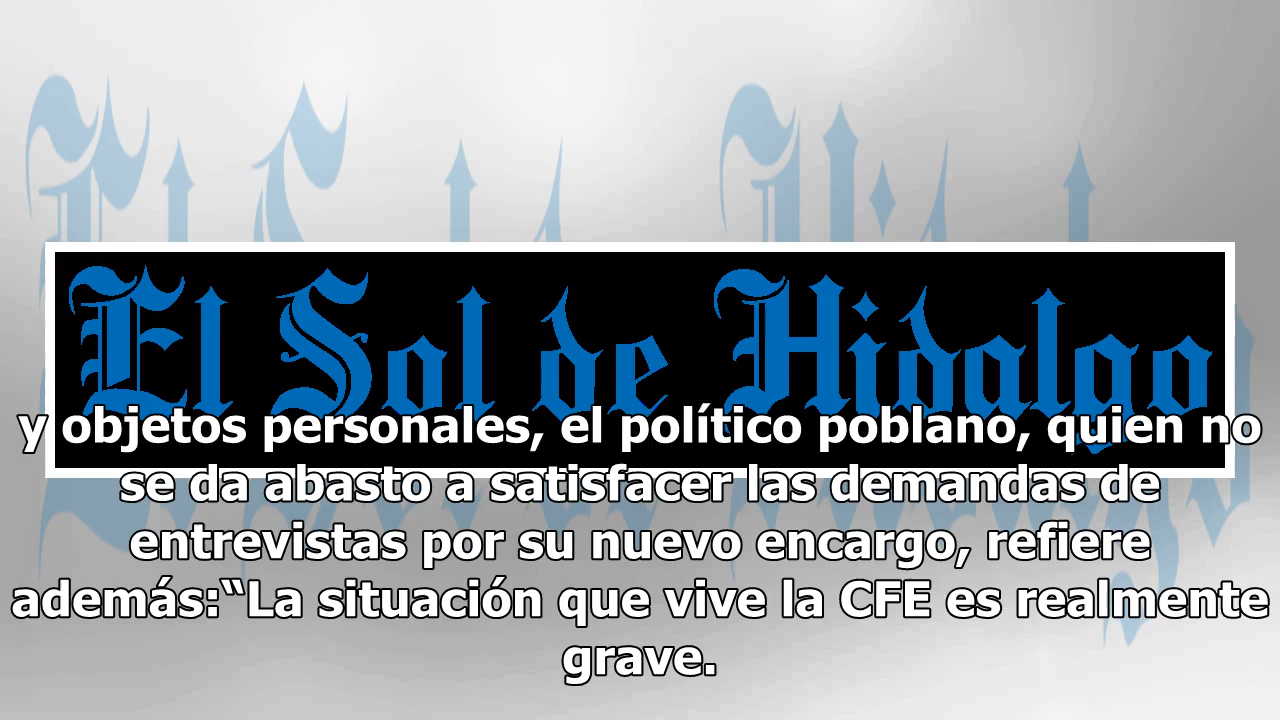 El Sol de Hidalgo
y objetos personales, el político poblano, quien no
se da abasto a satisfacer las demandas de
entrevistas por su nuevo encargo, refiere
además:“La situación que vive la CFE es realmente
grave.